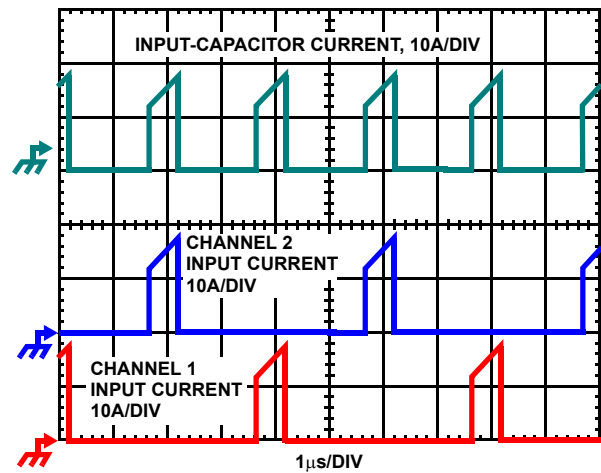 INPUT-CAPACITOR CURRENT, 10A/DIV
CHANNEL 2
INPUT CURRENT
10A/DIV
CHANNEL 1
INPUT CURRENT
10A/DIV
1μs/DIV